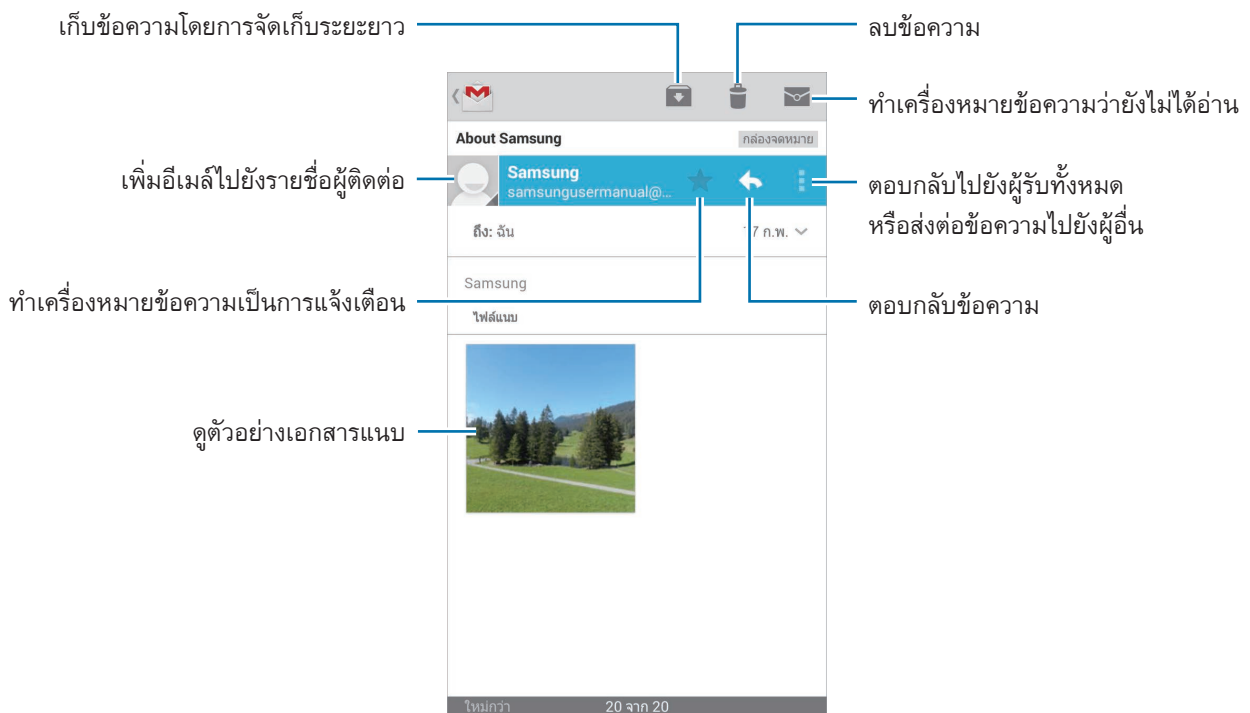 เก็บข้อความโดยการจัดเก็บระยะยาว
ลบข้อความ
ทำเครื่องหมายข้อความว่ายังไม่ได้อ่าน
About Samsung
กล่องจดหมาย
เพิ่มอีเมล์ไปยังรายชื่อผู้ติดต่อ
Samsung
samsungusermanual@...
ตอบกลับไปยังผู้รับทั้งหมด
หรือส่งต่อข้อความไปยังผู้อื่น
ถึง: ฉัน
7 ก.พ.
Samsung
ทำเครื่องหมายข้อความเป็นการแจ้งเตือน
ตอบกลับข้อความ
ไฟล์แนบ
ดูตัวอย่างเอกสารแนบ
ใหม่กว่า
20 จาก 20